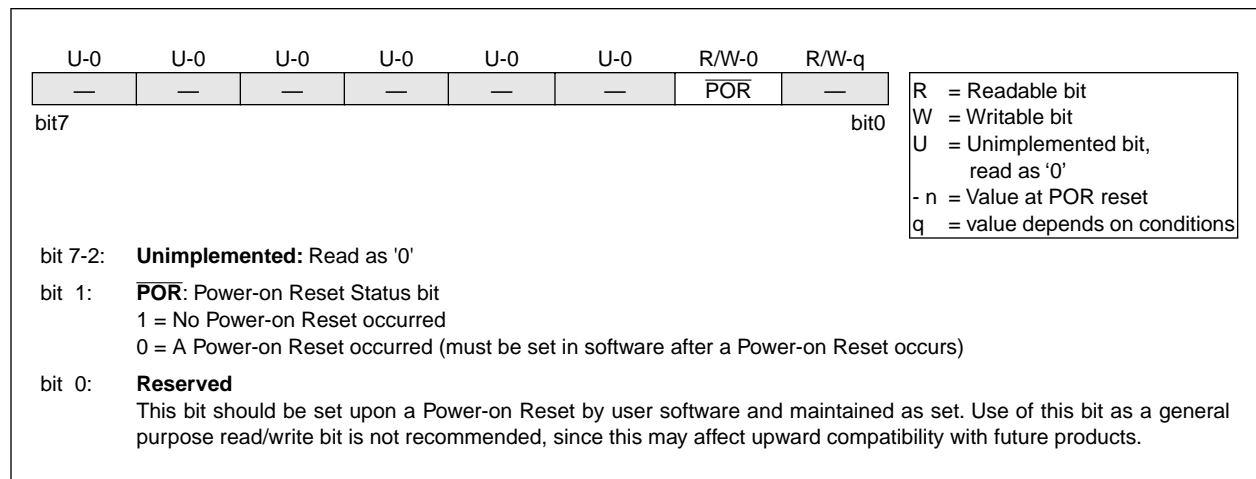 U-0 U-0 U-0 U-0 U-0 U-0 R/W-0 R/W-q
— — — — — — P̅O̅R̅ —
bit7 bit0
R = Readable bit
W = Writable bit
U = Unimplemented bit,
read as ‘0’
- n = Value at POR reset
q = value depends on conditions
bit 7-2: Unimplemented: Read as '0'
bit 1: P̅O̅R̅: Power-on Reset Status bit
1 = No Power-on Reset occurred
0 = A Power-on Reset occurred (must be set in software after a Power-on Reset occurs)
bit 0: Reserved
This bit should be set upon a Power-on Reset by user software and maintained as set. Use of this bit as a general
purpose read/write bit is not recommended, since this may affect upward compatibility with future products.